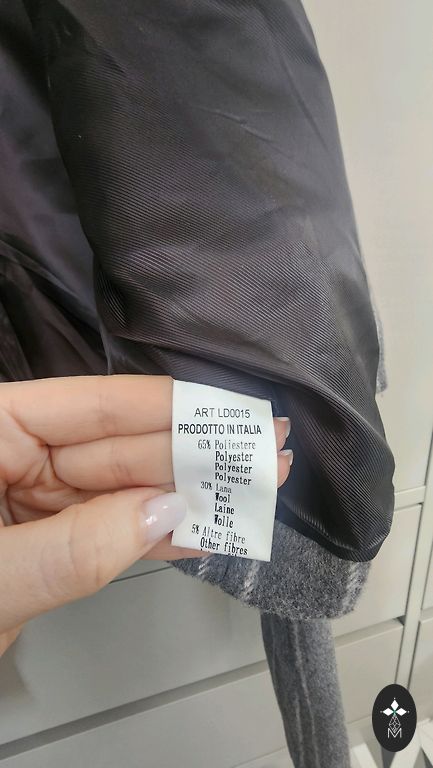 ART LD0015
PRODOTTO IN ITALIA
65% Poliestere
Polyester
Polyester
Polyester
30% Lana
Wool
Laine
Wolle
5% Altre fibre
Other fibres